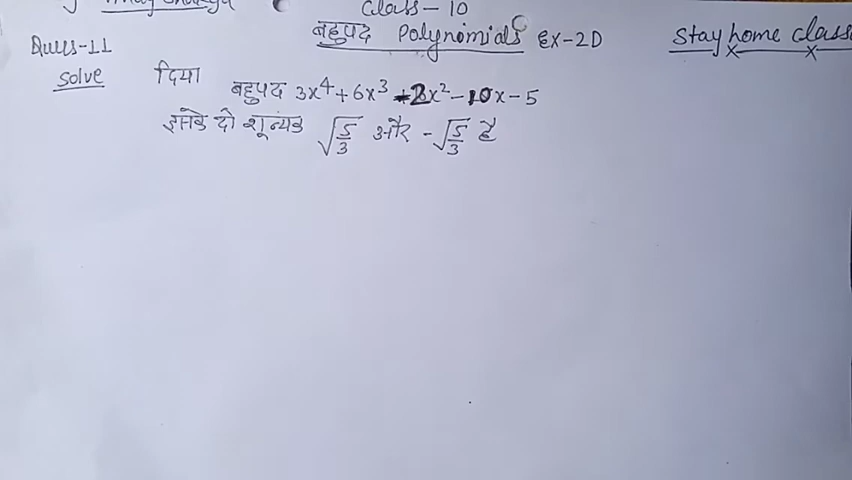 Class-10
बहुपद Polynomials Ex-2D
Stay home class
Ques-11
Solve
दिया बहुपद 3x⁴+6x³-2x²-10x-5
इसके दो शून्यक √5/3 और -√5/3 है